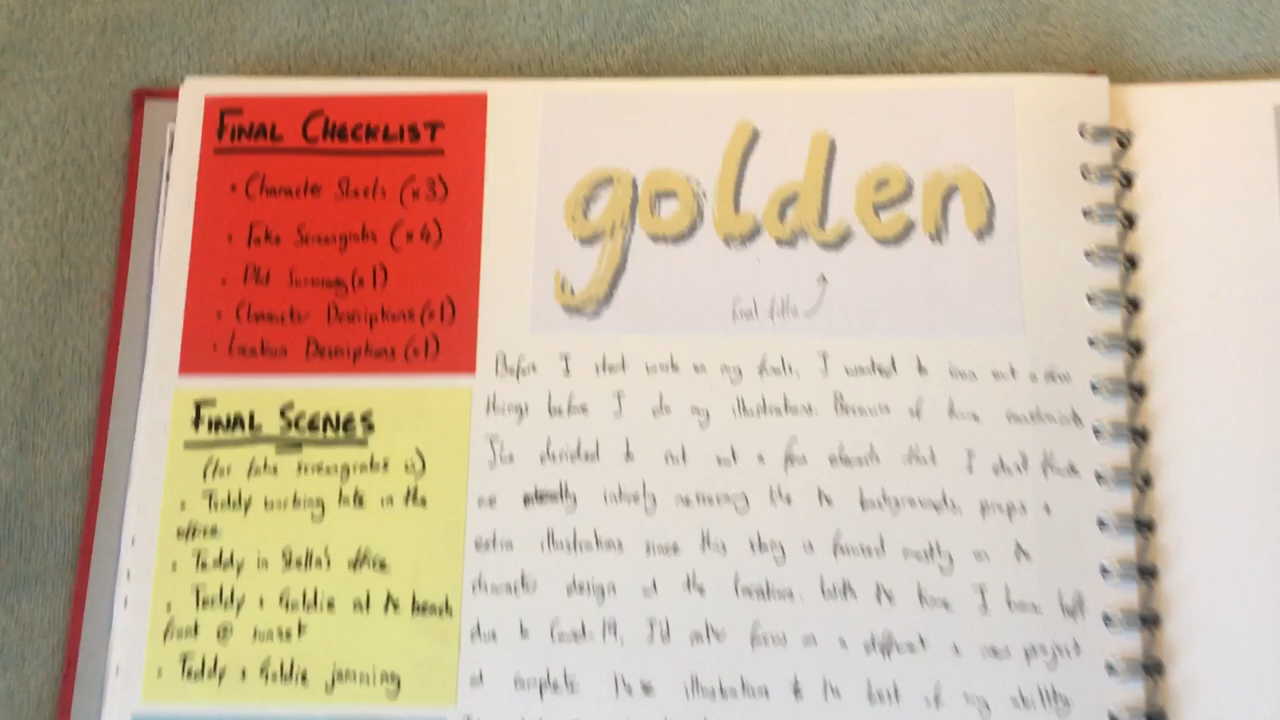 FINAL CHECKLIST
• Character Sheets (x3)
• Fake Screengrabs (x4)
• Plot Summary (x1)
• Character Descriptions (x1)
• Location Descriptions (x1)
FINAL SCENES
(for fake screengrabs)
• Teddy working late in the
office
• Teddy in Stella's office
• Teddy + Goldie at the beach
front @ sunset
• Teddy + Goldie jamming
golden
final title
Before I start work on my finals, I wanted to iron out a few
things before I do my illustrations. Because of time constraints
I've decided to not out a few elements that I don't think
are entirely necessary like the backgrounds, props +
extra illustrations since this story is focused mostly on the
character design and the locations. With the time I have left
due to Covid-19, I'd rather focus on a different + new project
and complete these illustrations to the best of my ability